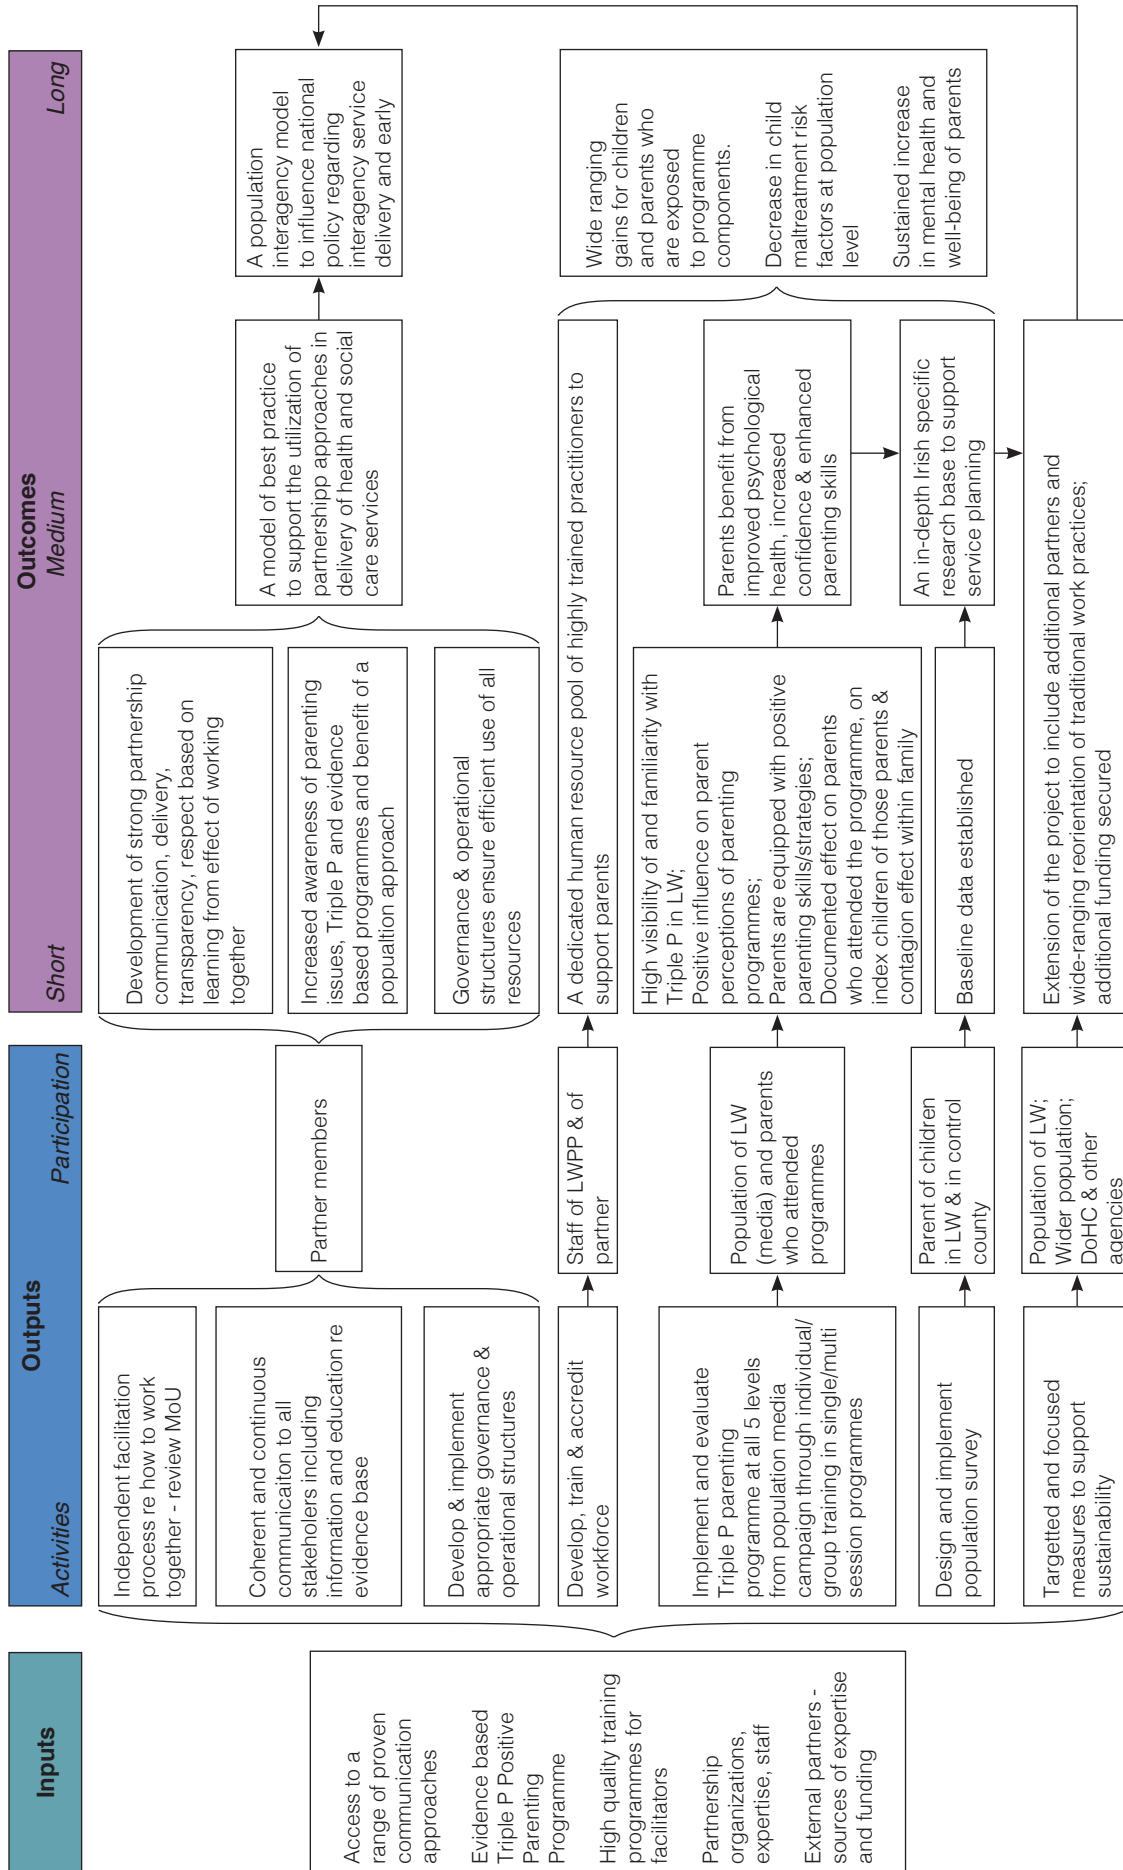 Inputs
Outputs
Activities
Participation
Outcomes
Short
Medium
Long
Access to a
range of proven
communication
approaches
Evidence based
Triple P Positive
Parenting
Programme
High quality training
programmes for
facilitators
Partnership
organizations,
expertise, staff
External partners -
sources of expertise
and funding
Independent facilitation
process re how to work
together - review MoU
Coherent and continuous
communicaiton to all
stakeholers including
information and education re
evidence base
Develop & implement
appropriate governance &
operational structures
Develop, train & accredit
workforce
Implement and evaluate
Triple P parenting
programme at all 5 levels
from population media
campaign through individual/
group training in single/multi
session programmes
Design and implement
population survey
Targetted and focused
measures to support
sustainability
Partner members
Staff of LWPP & of
partner
Population of LW
(media) and parents
who attended
programmes
Parent of children
in LW & in control
county
Population of LW;
Wider population;
DoHC & other
agencies
Development of strong partnership
communication, delivery,
transparency, respect based on
learning from effect of working
together
Increased awareness of parenting
issues, Triple P and evidence
based programmes and benefit of a
popualtion approach
Governance & operational
structures ensure efficient use of all
resources
A dedicated human resource pool of highly trained practitioners to
support parents
High visibility of and familiarity with
Triple P in LW;
Positive influence on parent
perceptions of parenting
programmes;
Parents are equipped with positive
parenting skills/strategies;
Documented effect on parents
who attended the programme, on
index children of those parents &
contagion effect within family
Baseline data established
Extension of the project to include additional partners and
wide-ranging reorientation of traditional work practices;
additional funding secured
A model of best practice
to support the utilization of
partnershipp approaches in
delivery of health and social
care services
Parents benefit from
improved psychological
health, increased
confidence & enhanced
parenting skills
An in-depth Irish specific
research base to support
service planning
A population
interagency model
to influence national
policy regarding
interagency service
delivery and early
Wide ranging
gains for children
and parents who
are exposed
to programme
components.
Decrease in child
maltreatment risk
factors at population
level
Sustained increase
in mental health and
well-being of parents